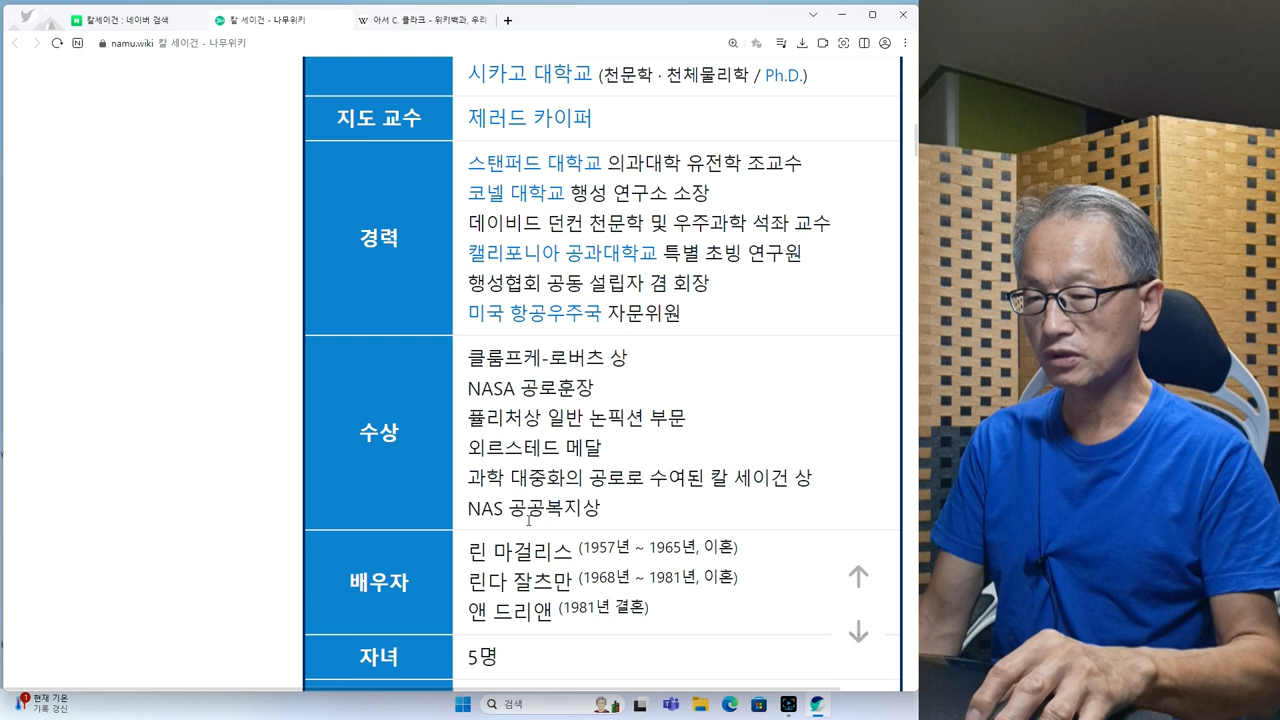 칼세이건 : 네이버 검색
칼 세이건 - 나무위키
아서 C. 클라크 - 위키백과, 우리
namu.wiki 칼 세이건 - 나무위키
시카고 대학교 (천문학 · 천체물리학 / Ph.D.)
지도 교수
제러드 카이퍼
경력
스탠퍼드 대학교 의과대학 유전학 조교수
코넬 대학교 행성 연구소 소장
데이비드 던컨 천문학 및 우주과학 석좌 교수
캘리포니아 공과대학교 특별 초빙 연구원
행성협회 공동 설립자 겸 회장
미국 항공우주국 자문위원
수상
클룸프케-로버츠 상
NASA 공로훈장
퓰리처상 일반 논픽션 부문
외르스테드 메달
과학 대중화의 공로로 수여된 칼 세이건 상
NAS 공공복지상
배우자
린 마걸리스 (1957년 ~ 1965년, 이혼)
린다 잘츠만 (1968년 ~ 1981년, 이혼)
앤 드리앤 (1981년 결혼)
자녀
5명
현재 기온
기록 경신
검색